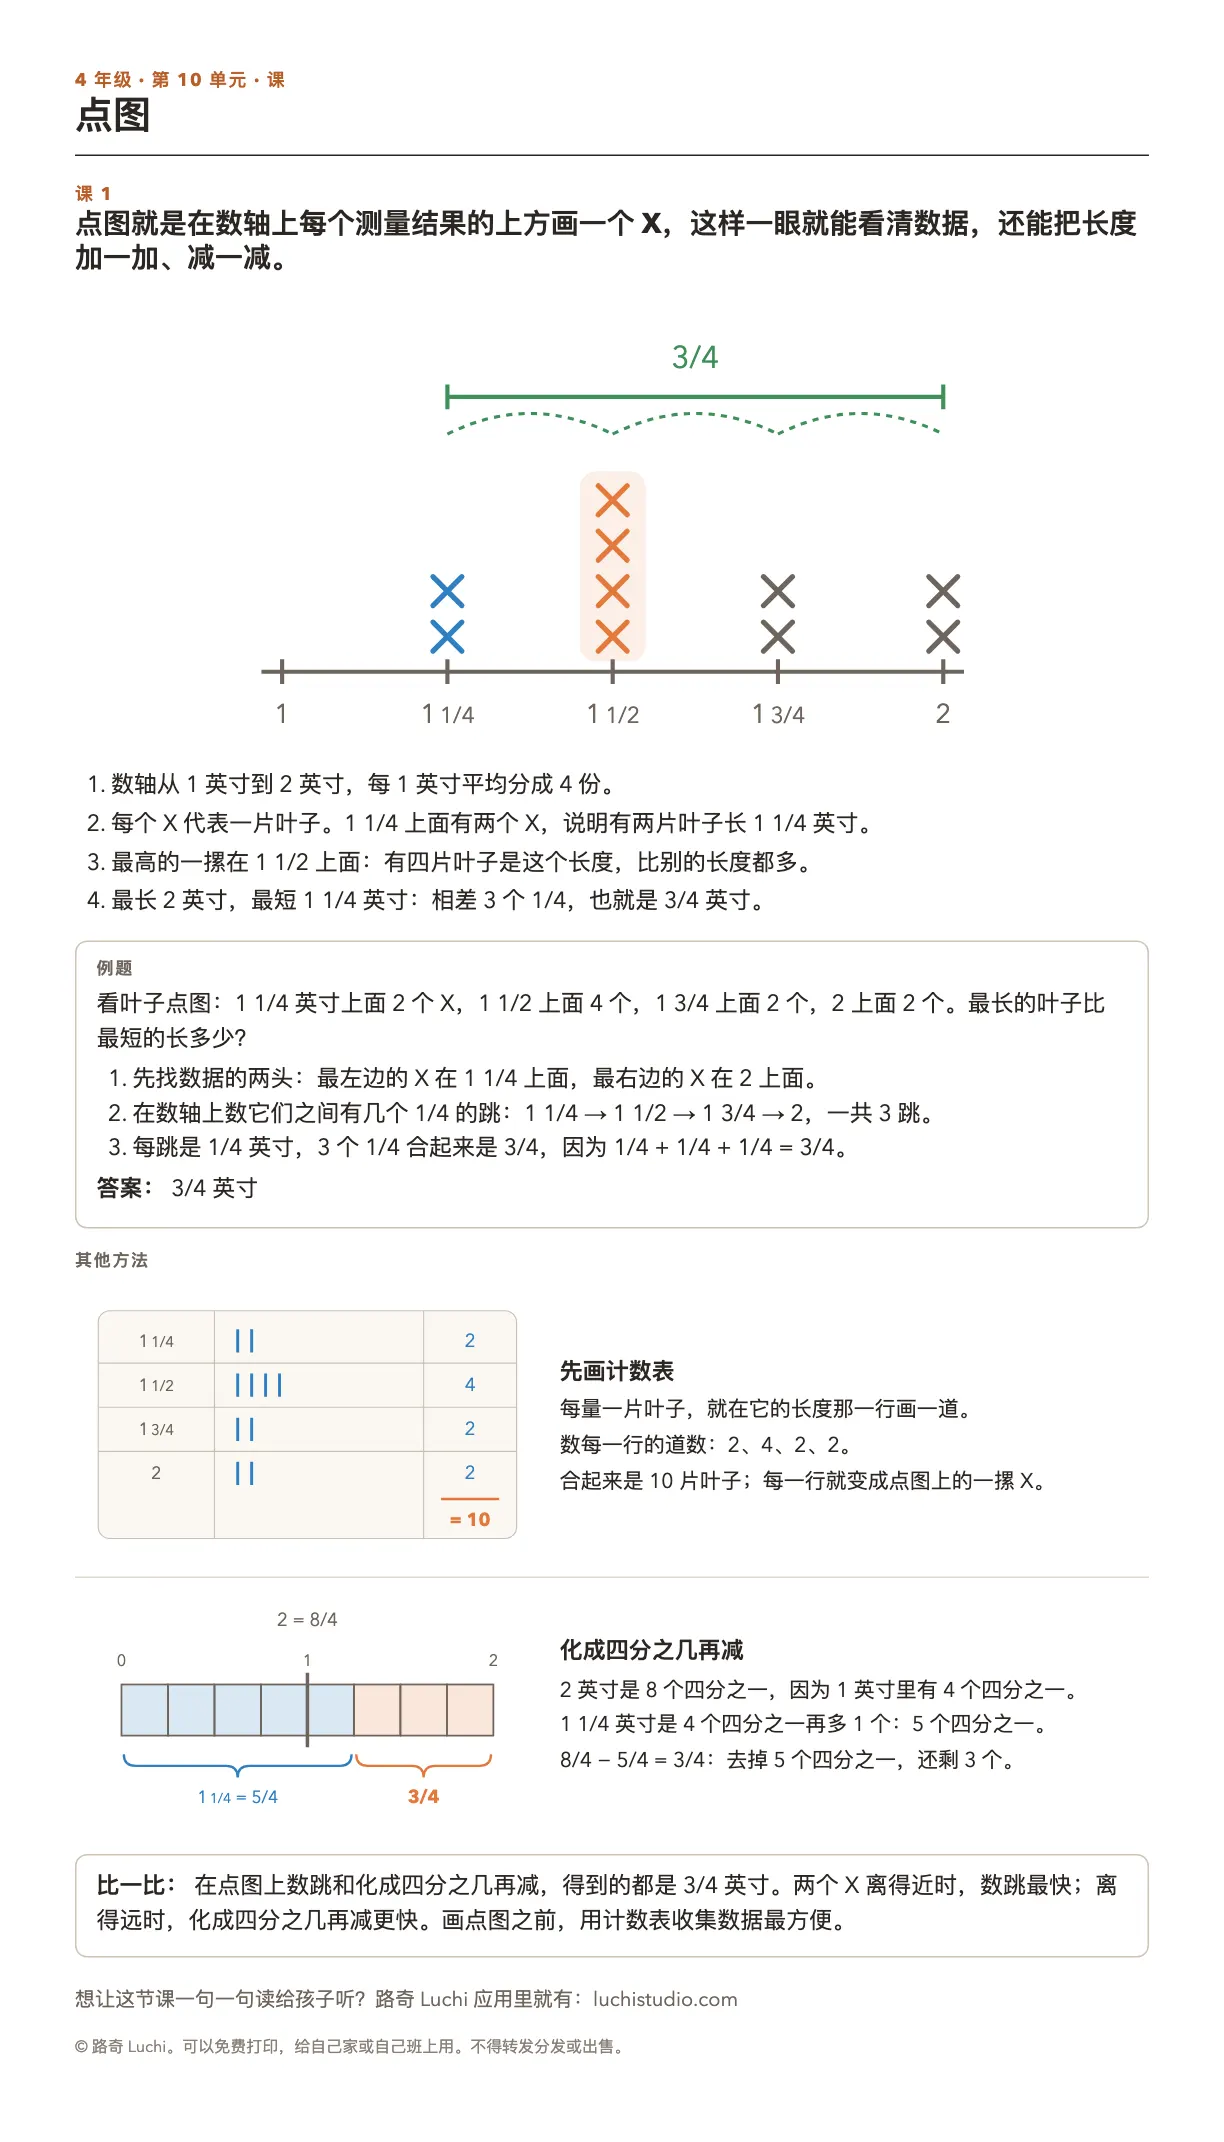 4 年级 · 第 10 单元 · 课
点图
课 1
点图就是在数轴上每个测量结果的上方画一个 X，这样一眼就能看清数据，还能把长度
加一加、减一减。
3/4
1
1 1/4
1 1/2
1 3/4
2
1. 数轴从 1 英寸到 2 英寸，每 1 英寸平均分成 4 份。
2. 每个 X 代表一片叶子。1 1/4 上面有两个 X，说明有两片叶子长 1 1/4 英寸。
3. 最高的一摞在 1 1/2 上面：有四片叶子是这个长度，比别的长度都多。
4. 最长 2 英寸，最短 1 1/4 英寸：相差 3 个 1/4，也就是 3/4 英寸。
例题
看叶子点图：1 1/4 英寸上面 2 个 X，1 1/2 上面 4 个，1 3/4 上面 2 个，2 上面 2 个。最长的叶子比
最短的长多少？
1. 先找数据的两头：最左边的 X 在 1 1/4 上面，最右边的 X 在 2 上面。
2. 在数轴上数它们之间有几个 1/4 的跳：1 1/4 → 1 1/2 → 1 3/4 → 2，一共 3 跳。
3. 每跳是 1/4 英寸，3 个 1/4 合起来是 3/4，因为 1/4 + 1/4 + 1/4 = 3/4。
答案： 3/4 英寸
其他方法
1 1/4 2
1 1/2 4
1 3/4 2
2 2
= 10
先画计数表
每量一片叶子，就在它的长度那一行画一道。
数每一行的道数：2、4、2、2。
合起来是 10 片叶子；每一行就变成点图上的一摞 X。
2 = 8/4
0 1 2
1 1/4 = 5/4
3/4
化成四分之几再减
2 英寸是 8 个四分之一，因为 1 英寸里有 4 个四分之一。
1 1/4 英寸是 4 个四分之一再多 1 个：5 个四分之一。
8/4 − 5/4 = 3/4：去掉 5 个四分之一，还剩 3 个。
比一比： 在点图上数跳和化成四分之几再减，得到的都是 3/4 英寸。两个 X 离得近时，数跳最快；离
得远时，化成四分之几再减更快。画点图之前，用计数表收集数据最方便。
想让这节课一句一句读给孩子听？路奇 Luchi 应用里就有：luchistudio.com
© 路奇 Luchi。可以免费打印，给自己家或自己班上用。不得转发分发或出售。